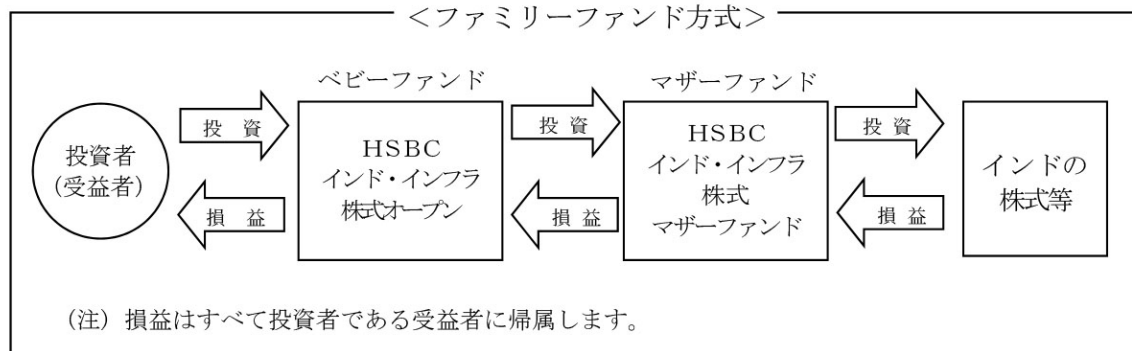 ＜ファミリーファンド方式＞
ベビーファンド
マザーファンド
投資者
（受益者）
投 資
損 益
HSBC
インド・インフラ
株式オープン
投 資
損 益
HSBC
インド・インフラ
株式
マザーファンド
投 資
損 益
インドの
株式等
（注）損益はすべて投資者である受益者に帰属します。